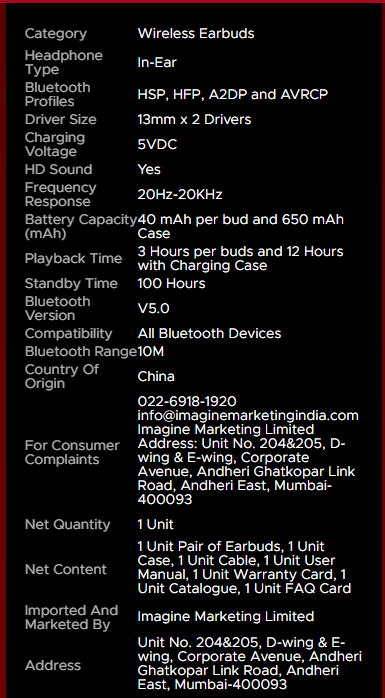 Category Wireless Earbuds
Headphone
Type
In-Ear
Bluetooth
Profiles
HSP, HFP, A2DP and AVRCP
Driver Size 13mm x 2 Drivers
Charging
Voltage
5VDC
HD Sound Yes
Frequency
Response
20Hz-20KHz
Battery Capacity
(mAh)
40 mAh per bud and 650 mAh
Case
Playback Time
3 Hours per buds and 12 Hours
with Charging Case
Standby Time 100 Hours
Bluetooth
Version
V5.0
Compatibility All Bluetooth Devices
Bluetooth Range 10M
Country Of
Origin
China
For Consumer
Complaints
022-6918-1920
info@imaginemarketingindia.com
Imagine Marketing Limited
Address: Unit No. 204&205, D-
wing & E-wing, Corporate
Avenue, Andheri Ghatkopar Link
Road, Andheri East, Mumbai-
400093
Net Quantity 1 Unit
Net Content
1 Unit Pair of Earbuds, 1 Unit
Case, 1 Unit Cable, 1 Unit User
Manual, 1 Unit Warranty Card, 1
Unit Catalogue, 1 Unit FAQ Card
Imported And
Marketed By
Imagine Marketing Limited
Address
Unit No. 204&205, D-wing & E-
wing, Corporate Avenue, Andheri
Ghatkopar Link Road, Andheri
East, Mumbai-400093